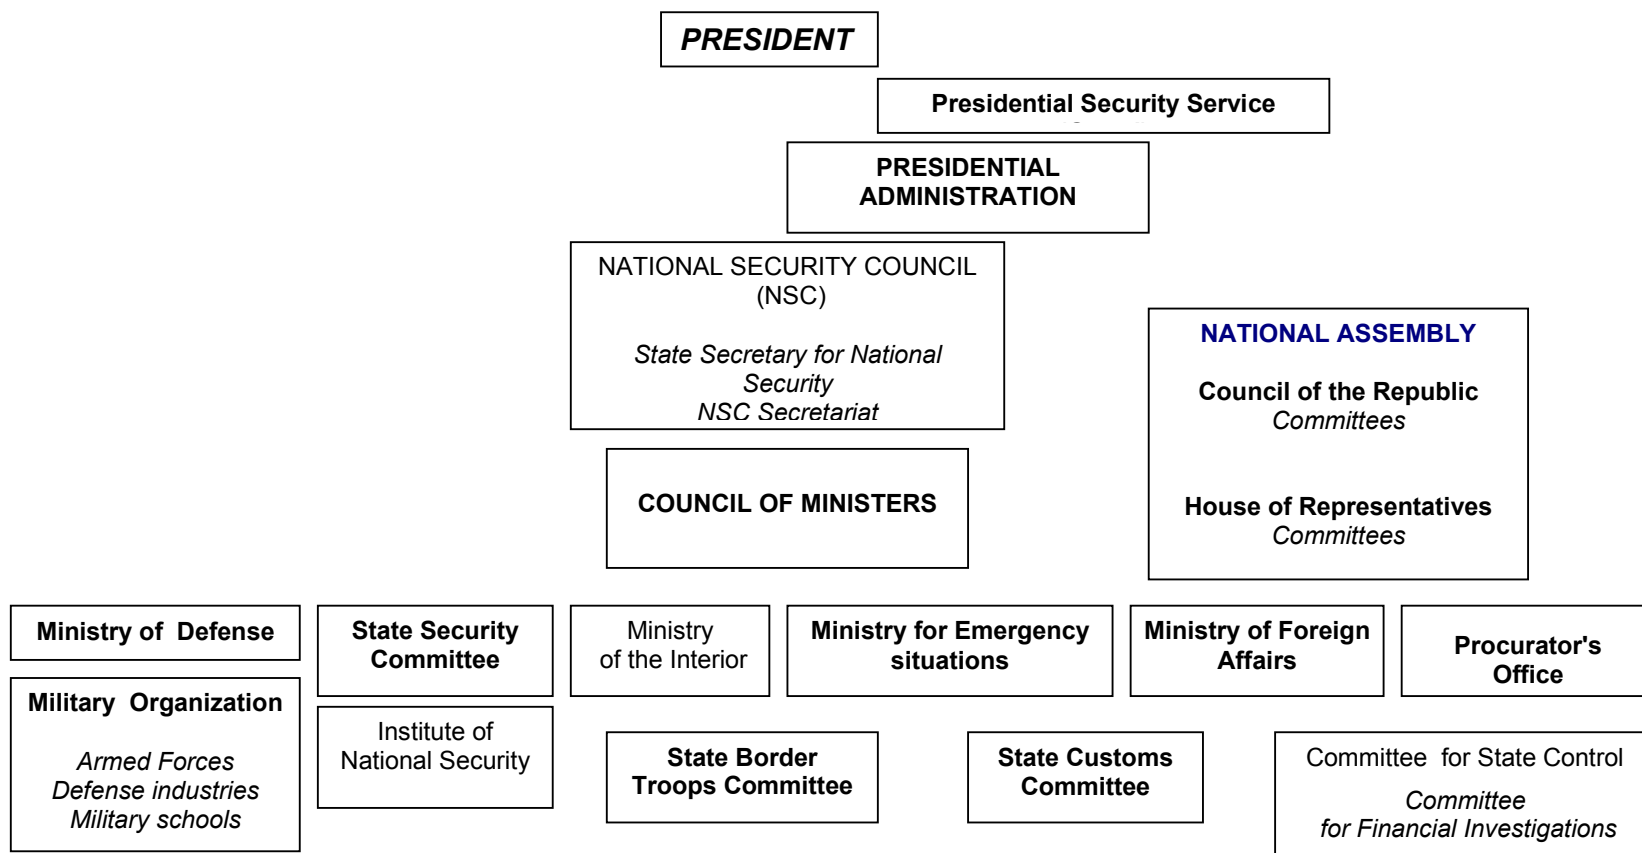 PRESIDENT
Presidential Security Service
PRESIDENTIAL
ADMINISTRATION
NATIONAL SECURITY COUNCIL
(NSC)
State Secretary for National
Security
NSC Secretariat
NATIONAL ASSEMBLY
Council of the Republic
Committees
House of Representatives
Committees
COUNCIL OF MINISTERS
Ministry of Defense
State Security
Committee
Ministry
of the Interior
Ministry for Emergency
situations
Ministry of Foreign
Affairs
Procurator's
Office
Military Organization
Armed Forces
Defense industries
Military schools
Institute of
National Security
State Border
Troops Committee
State Customs
Committee
Committee for State Control
Committee
for Financial Investigations